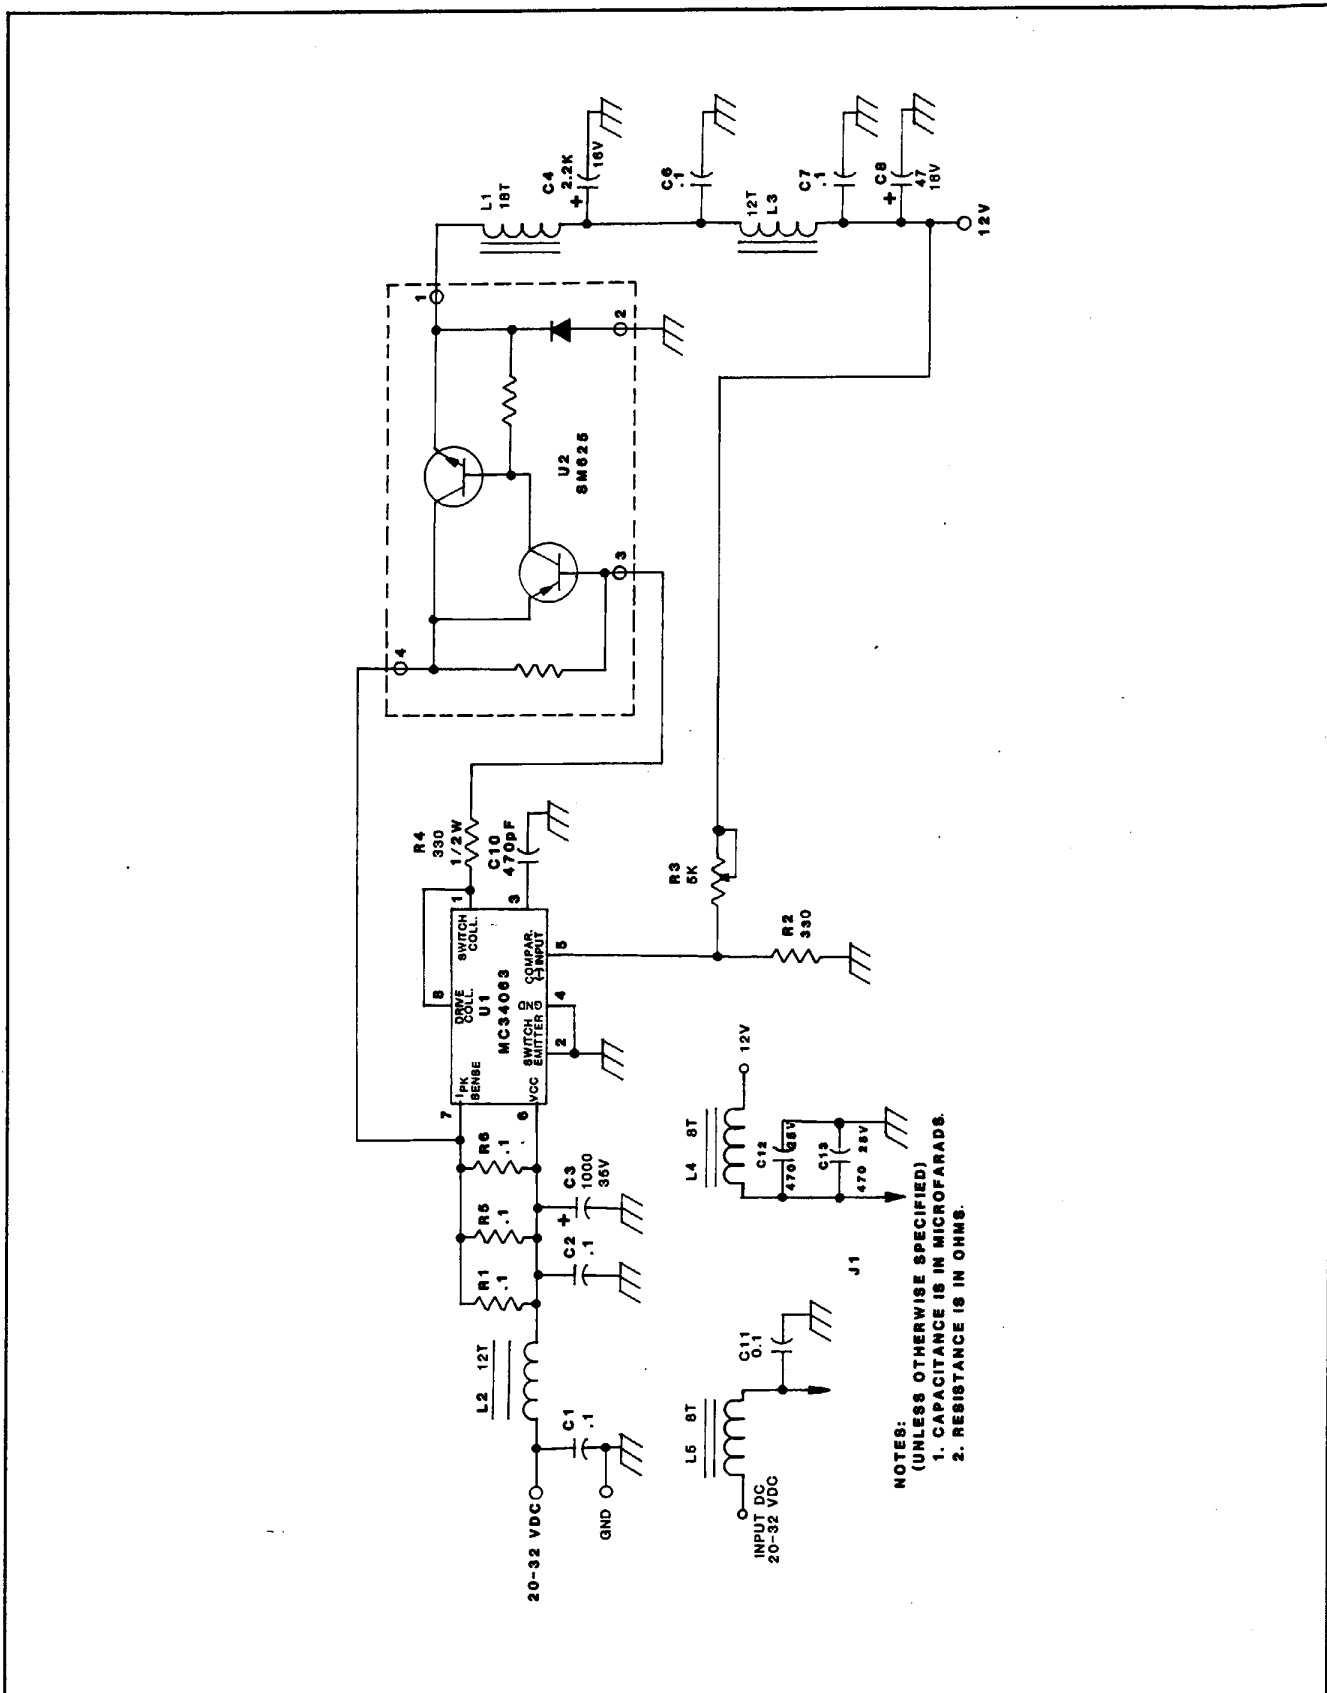 L1
18T
C4
2.2K
16V
C6
.1
12T
L3
C7
.1
C8
47
16V
+
+
12V
1
2
3
4
U2
SM625
R4
330
1/2W
C10
470pF
R3
5K
R2
330
1
SWITCH
COLL.
3
8
DRIVE
COLL.
U1
MC34063
COMPAR.
(-) INPUT
5
GND
4
SWITCH
EMITTER
2
7
IPK
SENSE
6
VCC
R6
.1
R5
.1
R1
.1
C3
1000
35V
+
C2
.1
L2 12T
C1
.1
20-32 VDC
GND
L4 8T
12V
C12
470 25V
C13
470 25V
J1
L5 8T
C11
0.1
INPUT DC
20-32 VDC
NOTES:
(UNLESS OTHERWISE SPECIFIED)
1. CAPACITANCE IS IN MICROFARADS.
2. RESISTANCE IS IN OHMS.